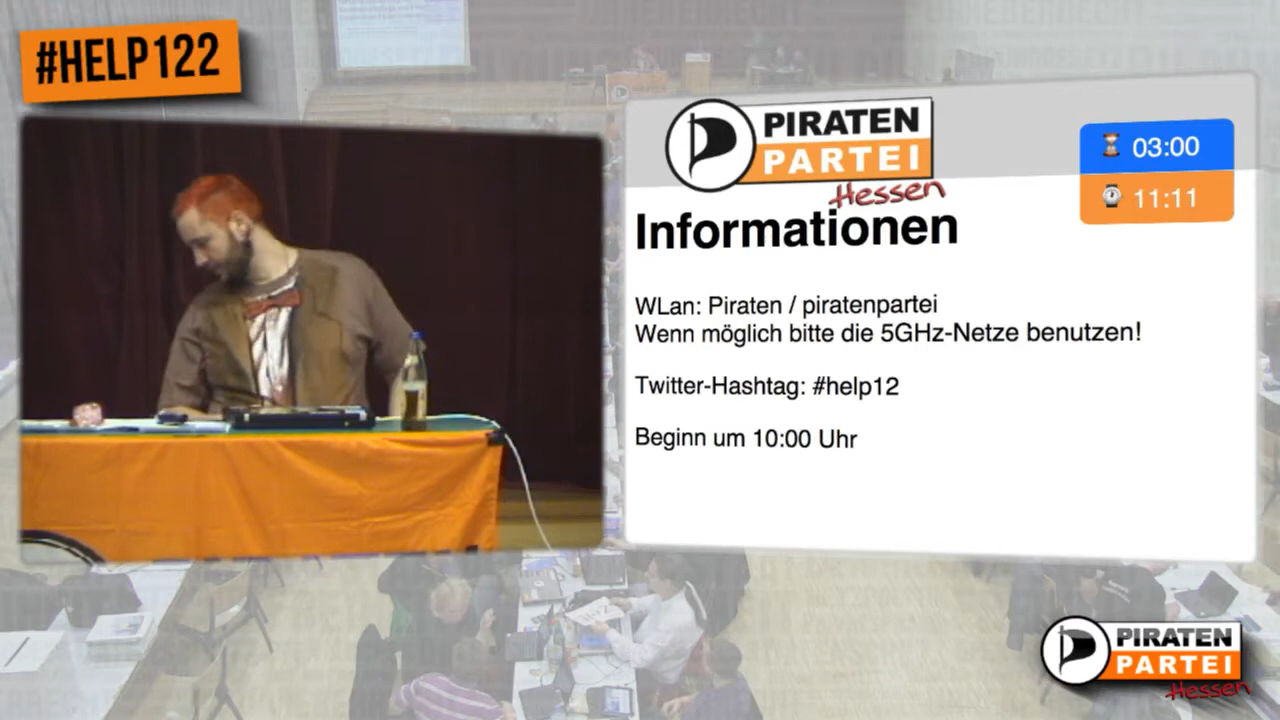 #HELP122
PIRATEN
PARTEI
Hessen
03:00
11:11
Informationen
WLan: Piraten / piratenpartei
Wenn möglich bitte die 5GHz-Netze benutzen!
Twitter-Hashtag: #help12
Beginn um 10:00 Uhr
PIRATEN
PARTEI
Hessen